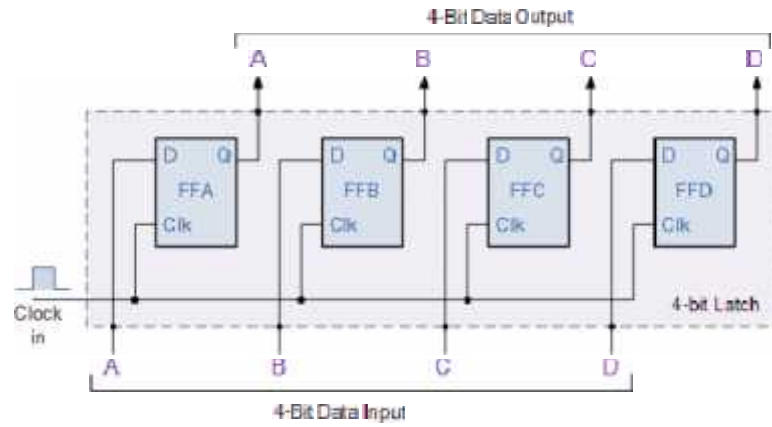 4-Bit Data Output
A B C D
D Q D Q D Q D Q
FFA FFB FFC FFD
Clk Clk Clk Clk
Clock
in
4-bit Latch
A B C D
4-Bit Data Input